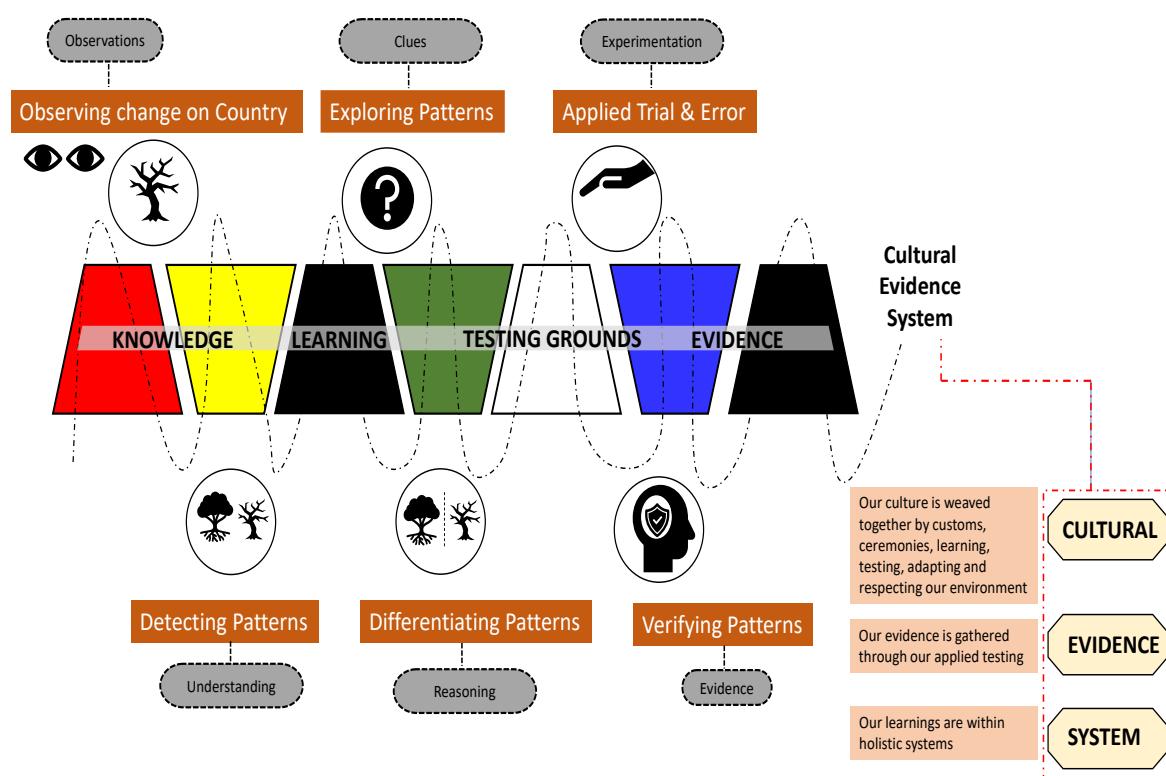 Observations
Clues
Experimentation
Observing change on Country
Exploring Patterns
Applied Trial & Error
?
KNOWLEDGE
LEARNING
TESTING GROUNDS
EVIDENCE
Cultural
Evidence
System
Detecting Patterns
Differentiating Patterns
Verifying Patterns
Understanding
Reasoning
Evidence
Our culture is weaved
together by customs,
ceremonies, learning,
testing, adapting and
respecting our environment
CULTURAL
Our evidence is gathered
through our applied testing
EVIDENCE
Our learnings are within
holistic systems
SYSTEM